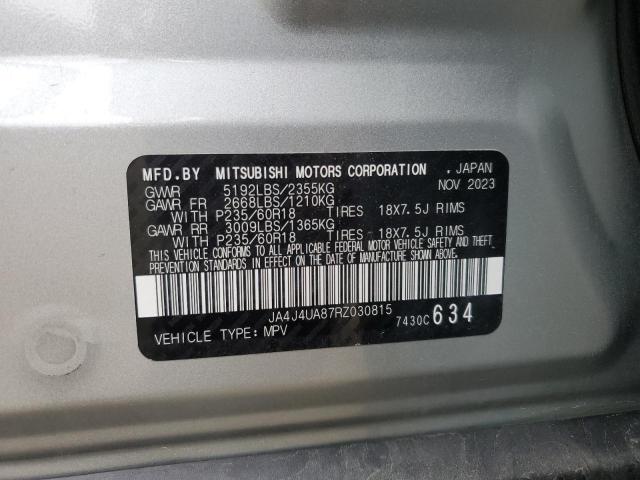 MFD.BY MITSUBISHI MOTORS CORPORATION . JAPAN
GVWR 5192LBS/2355KG NOV 2023
GAWR FR 2668LBS/1210KG
WITH P235/60R18 TIRES 18X7.5J RIMS
GAWR RR 3009LBS/1365KG
WITH P235/60R18 TIRES 18X7.5J RIMS
THIS VEHICLE CONFORMS TO ALL APPLICABLE FEDERAL MOTOR VEHICLE SAFETY AND THEFT
PREVENTION STANDARDS IN EFFECT ON THE DATE OF MANUFACTURE SHOWN ABOVE.
JA4J4UA87RZ030815
VEHICLE TYPE:MPV 7430C 634